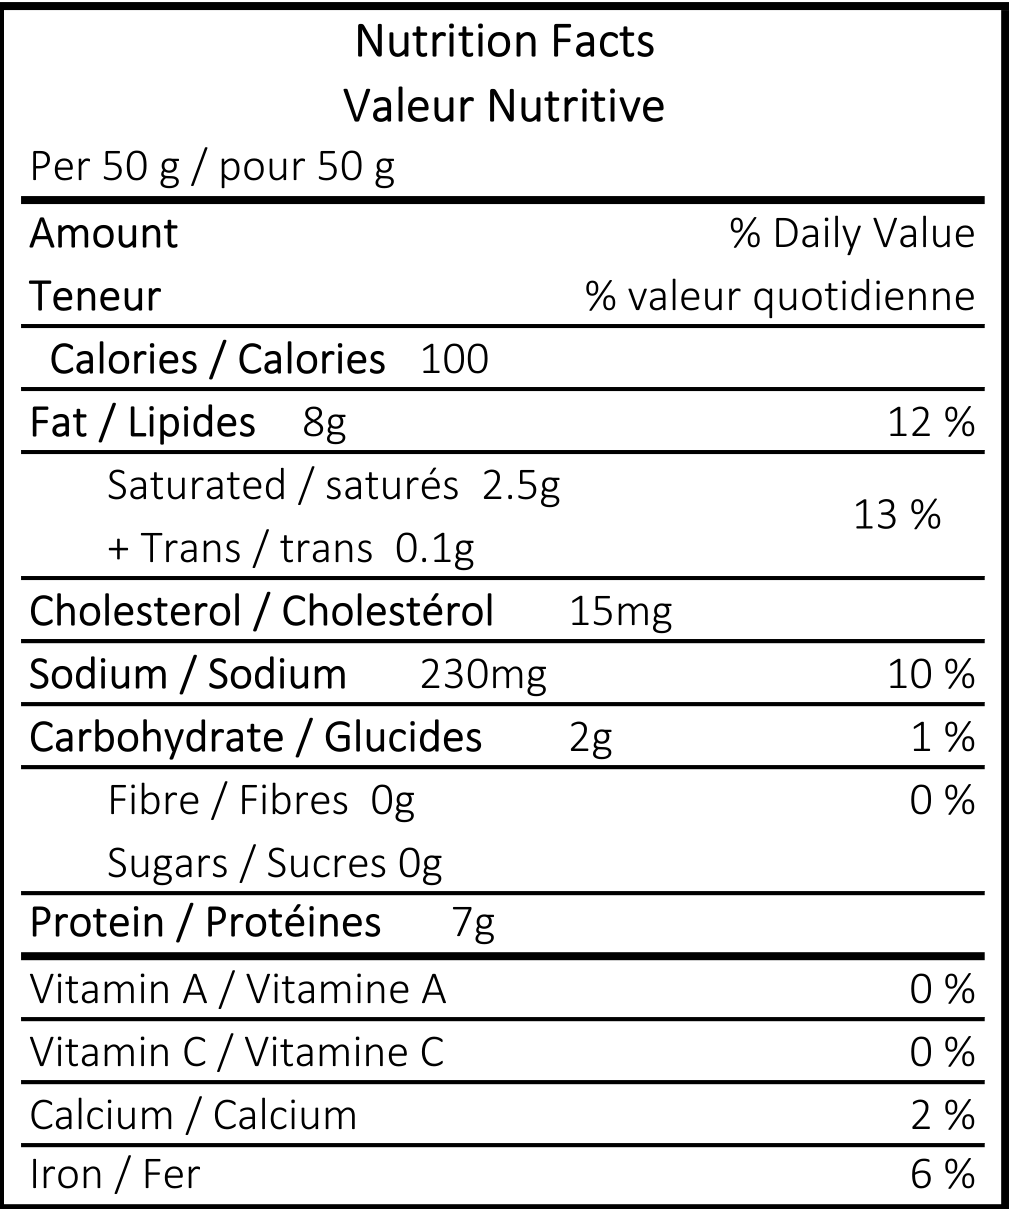 Nutrition Facts
Valeur Nutritive
Per 50 g / pour 50 g
Amount % Daily Value
Teneur % valeur quotidienne
Calories / Calories 100
Fat / Lipides 8g 12 %
Saturated / saturés 2.5g
13 %
+ Trans / trans 0.1g
Cholesterol / Cholestérol 15mg
Sodium / Sodium 230mg 10 %
Carbohydrate / Glucides 2g 1 %
Fibre / Fibres 0g 0 %
Sugars / Sucres 0g
Protein / Protéines 7g
Vitamin A / Vitamine A 0 %
Vitamin C / Vitamine C 0 %
Calcium / Calcium 2 %
Iron / Fer 6 %